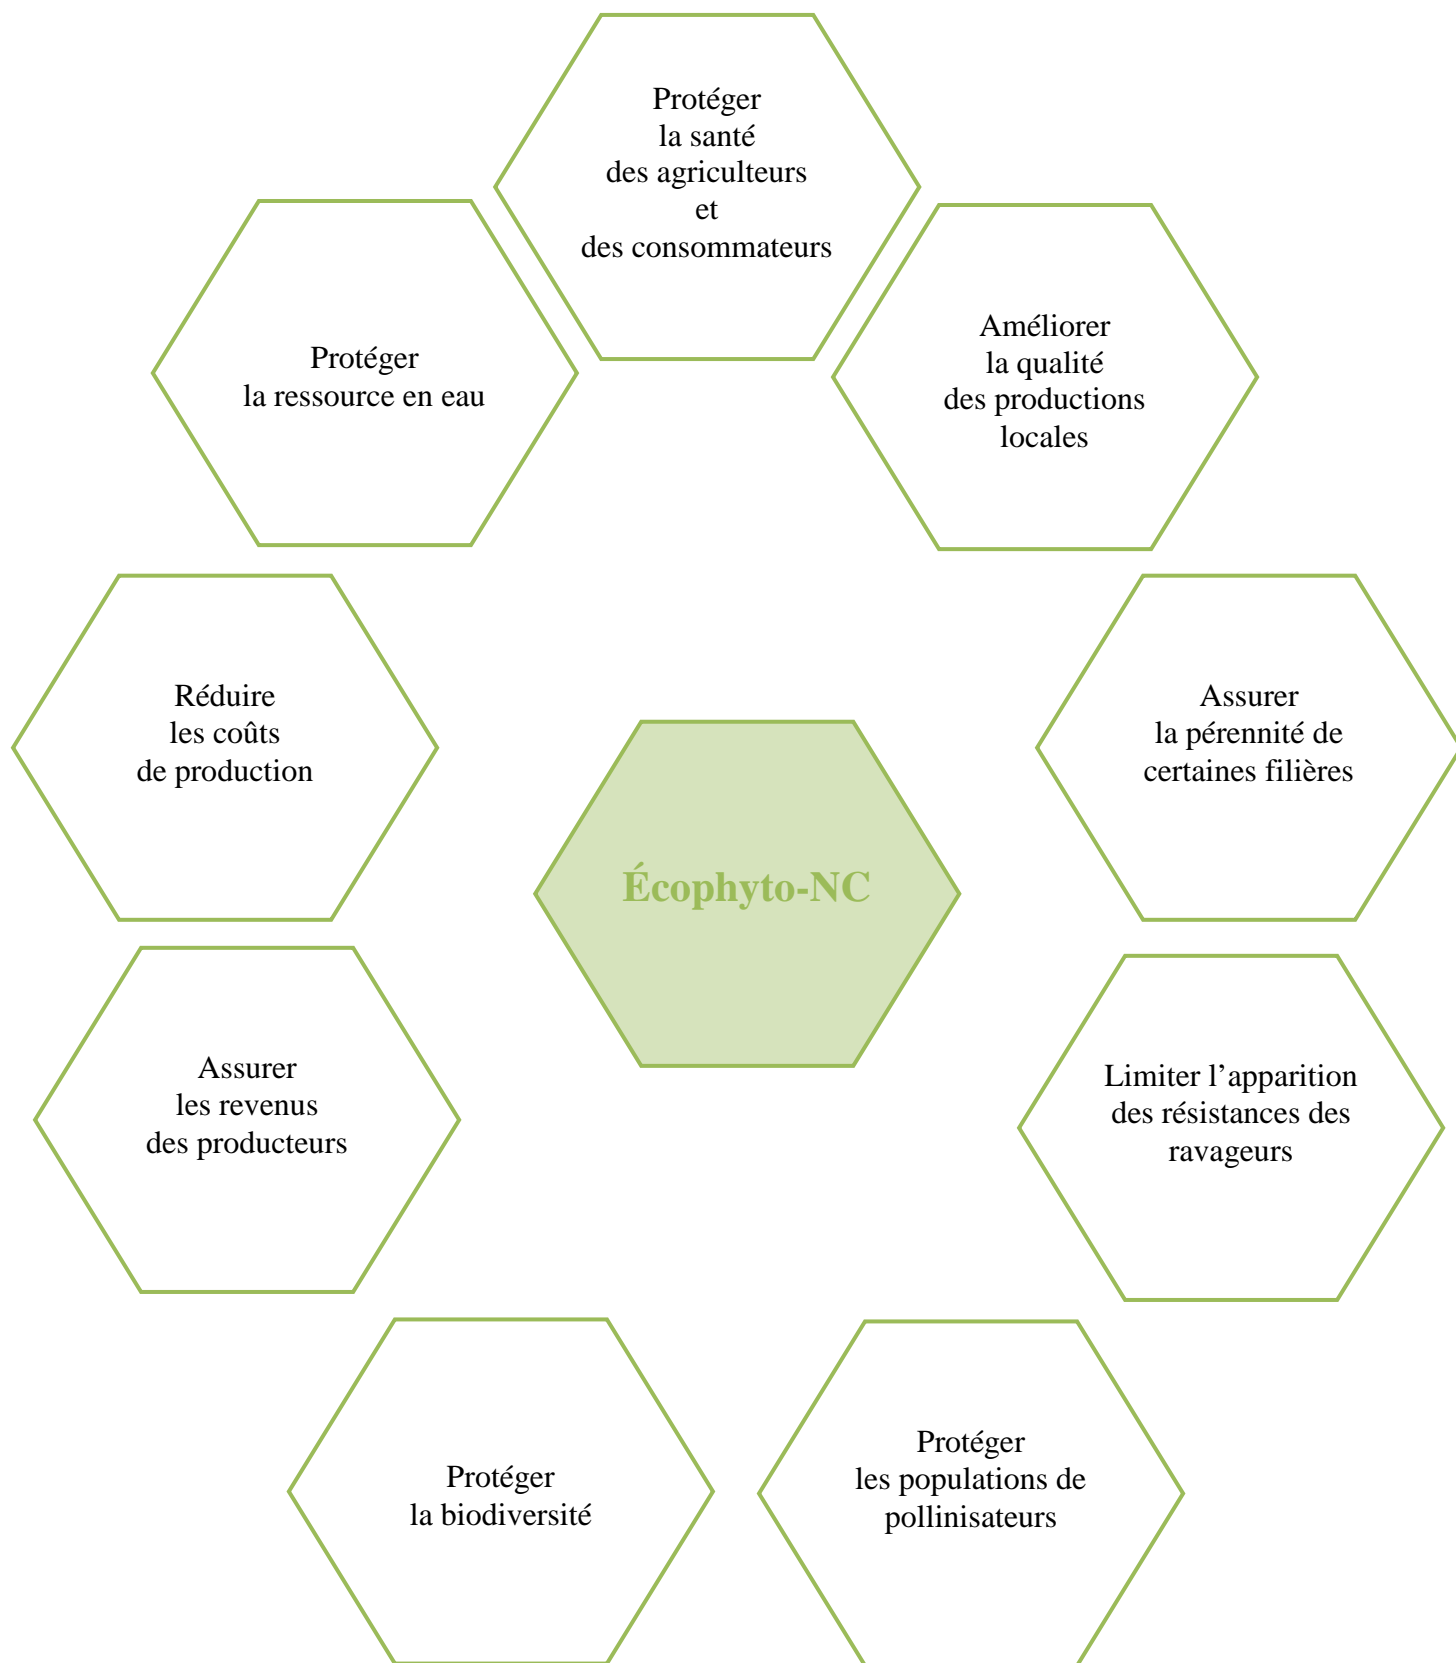 Protéger
la santé
des agriculteurs
et
des consommateurs
Protéger
la ressource en eau
Améliorer
la qualité
des productions
locales
Réduire
les coûts
de production
Assurer
la pérennité de
certaines filières
Écophyto-NC
Assurer
les revenus
des producteurs
Limiter l’apparition
des résistances des
ravageurs
Protéger
la biodiversité
Protéger
les populations de
pollinisateurs